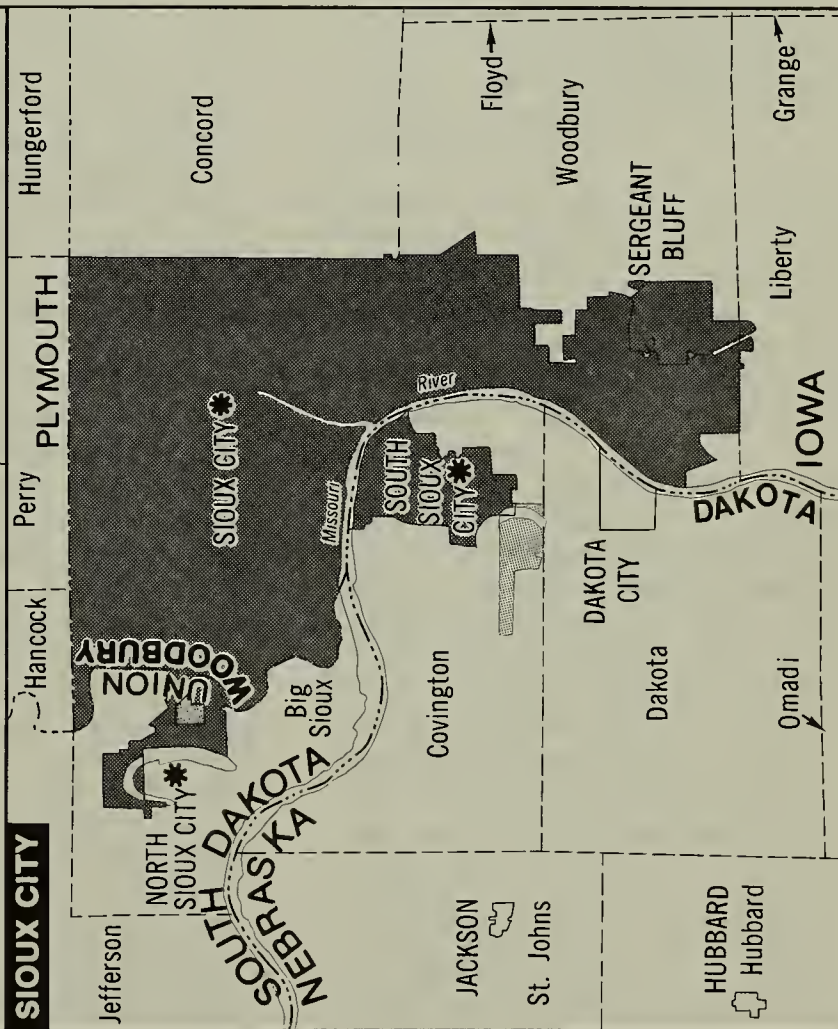 SIOUX CITY
Hungerford
Perry
Hancock
PLYMOUTH
Jefferson
Concord
SIOUX CITY
UNION
WOODBURY
NORTH
SIOUX CITY
Big
Sioux
SOUTH DAKOTA
NEBRASKA
Missouri
River
Floyd
Woodbury
SOUTH
SIOUX
CITY
Covington
SERGEANT
BLUFF
Liberty
Grange
JACKSON
St. Johns
DAKOTA
CITY
DAKOTA
IOWA
Dakota
Omadi
HUBBARD
Hubbard